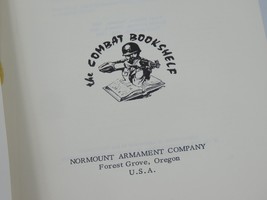 the COMBAT BOOKSHELF
NORMOUNT ARMAMENT COMPANY
Forest Grove, Oregon
U.S.A.